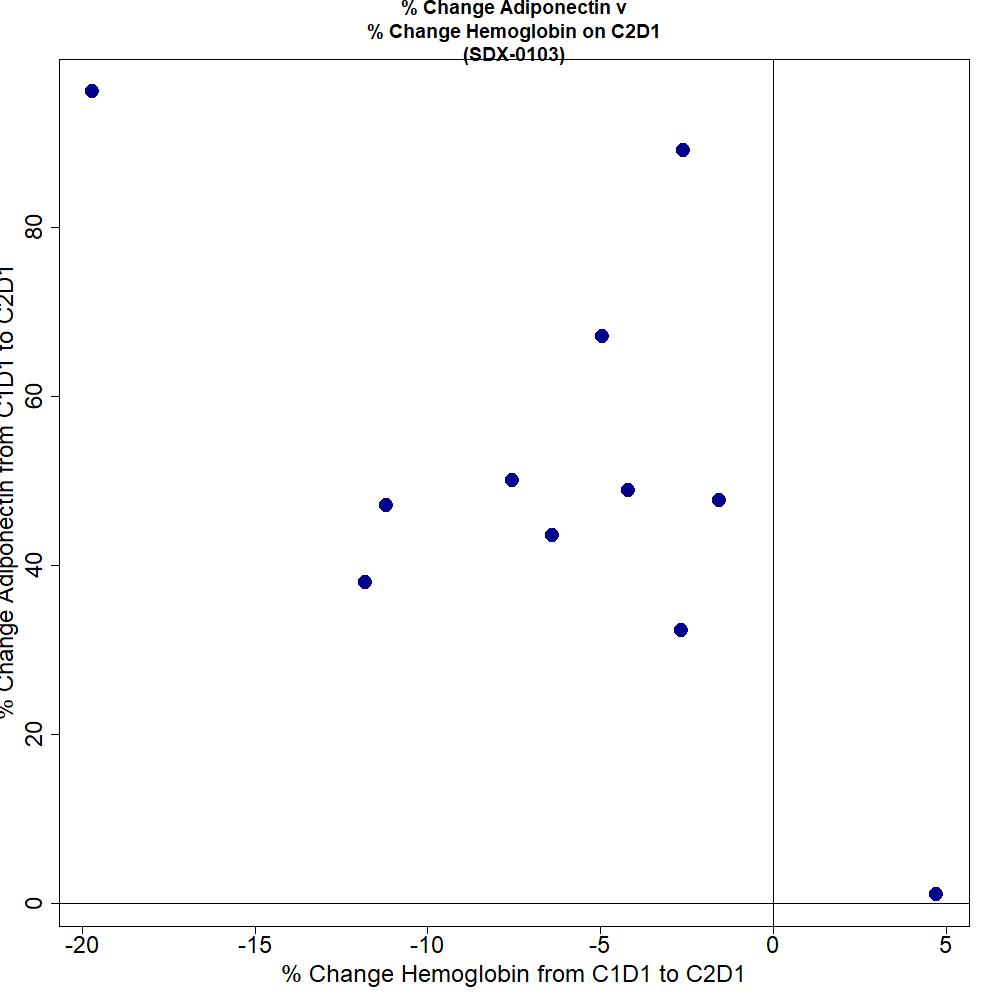 % Change Adiponectin v
% Change Hemoglobin on C2D1
(SDX-0103)
% Change Adiponectin from C1D1 to C2D1
80
60
40
20
0
-20 -15 -10 -5 0 5
% Change Hemoglobin from C1D1 to C2D1